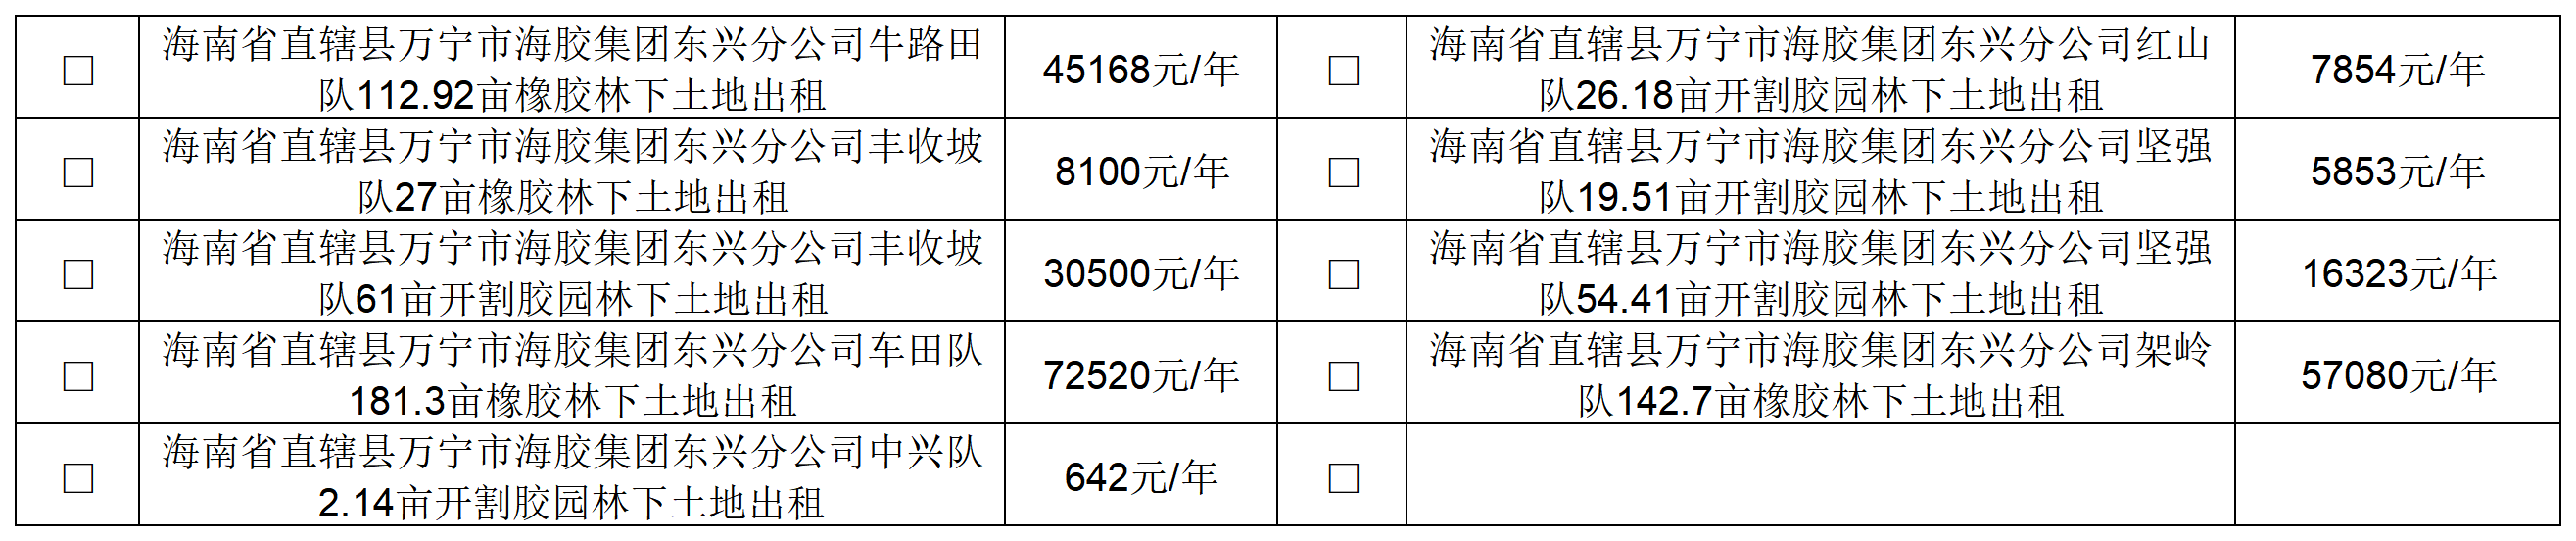 □
海南省直辖县万宁市海胶集团东兴分公司牛路田
队112.92亩橡胶林下土地出租
45168元/年
□
海南省直辖县万宁市海胶集团东兴分公司红山
队26.18亩开割胶园林下土地出租
7854元/年
□
海南省直辖县万宁市海胶集团东兴分公司丰收坡
队27亩橡胶林下土地出租
8100元/年
□
海南省直辖县万宁市海胶集团东兴分公司坚强
队19.51亩开割胶园林下土地出租
5853元/年
□
海南省直辖县万宁市海胶集团东兴分公司丰收坡
队61亩开割胶园林下土地出租
30500元/年
□
海南省直辖县万宁市海胶集团东兴分公司坚强
队54.41亩开割胶园林下土地出租
16323元/年
□
海南省直辖县万宁市海胶集团东兴分公司车田队
181.3亩橡胶林下土地出租
72520元/年
□
海南省直辖县万宁市海胶集团东兴分公司架岭
队142.7亩橡胶林下土地出租
57080元/年
□
海南省直辖县万宁市海胶集团东兴分公司中兴队
2.14亩开割胶园林下土地出租
642元/年
□